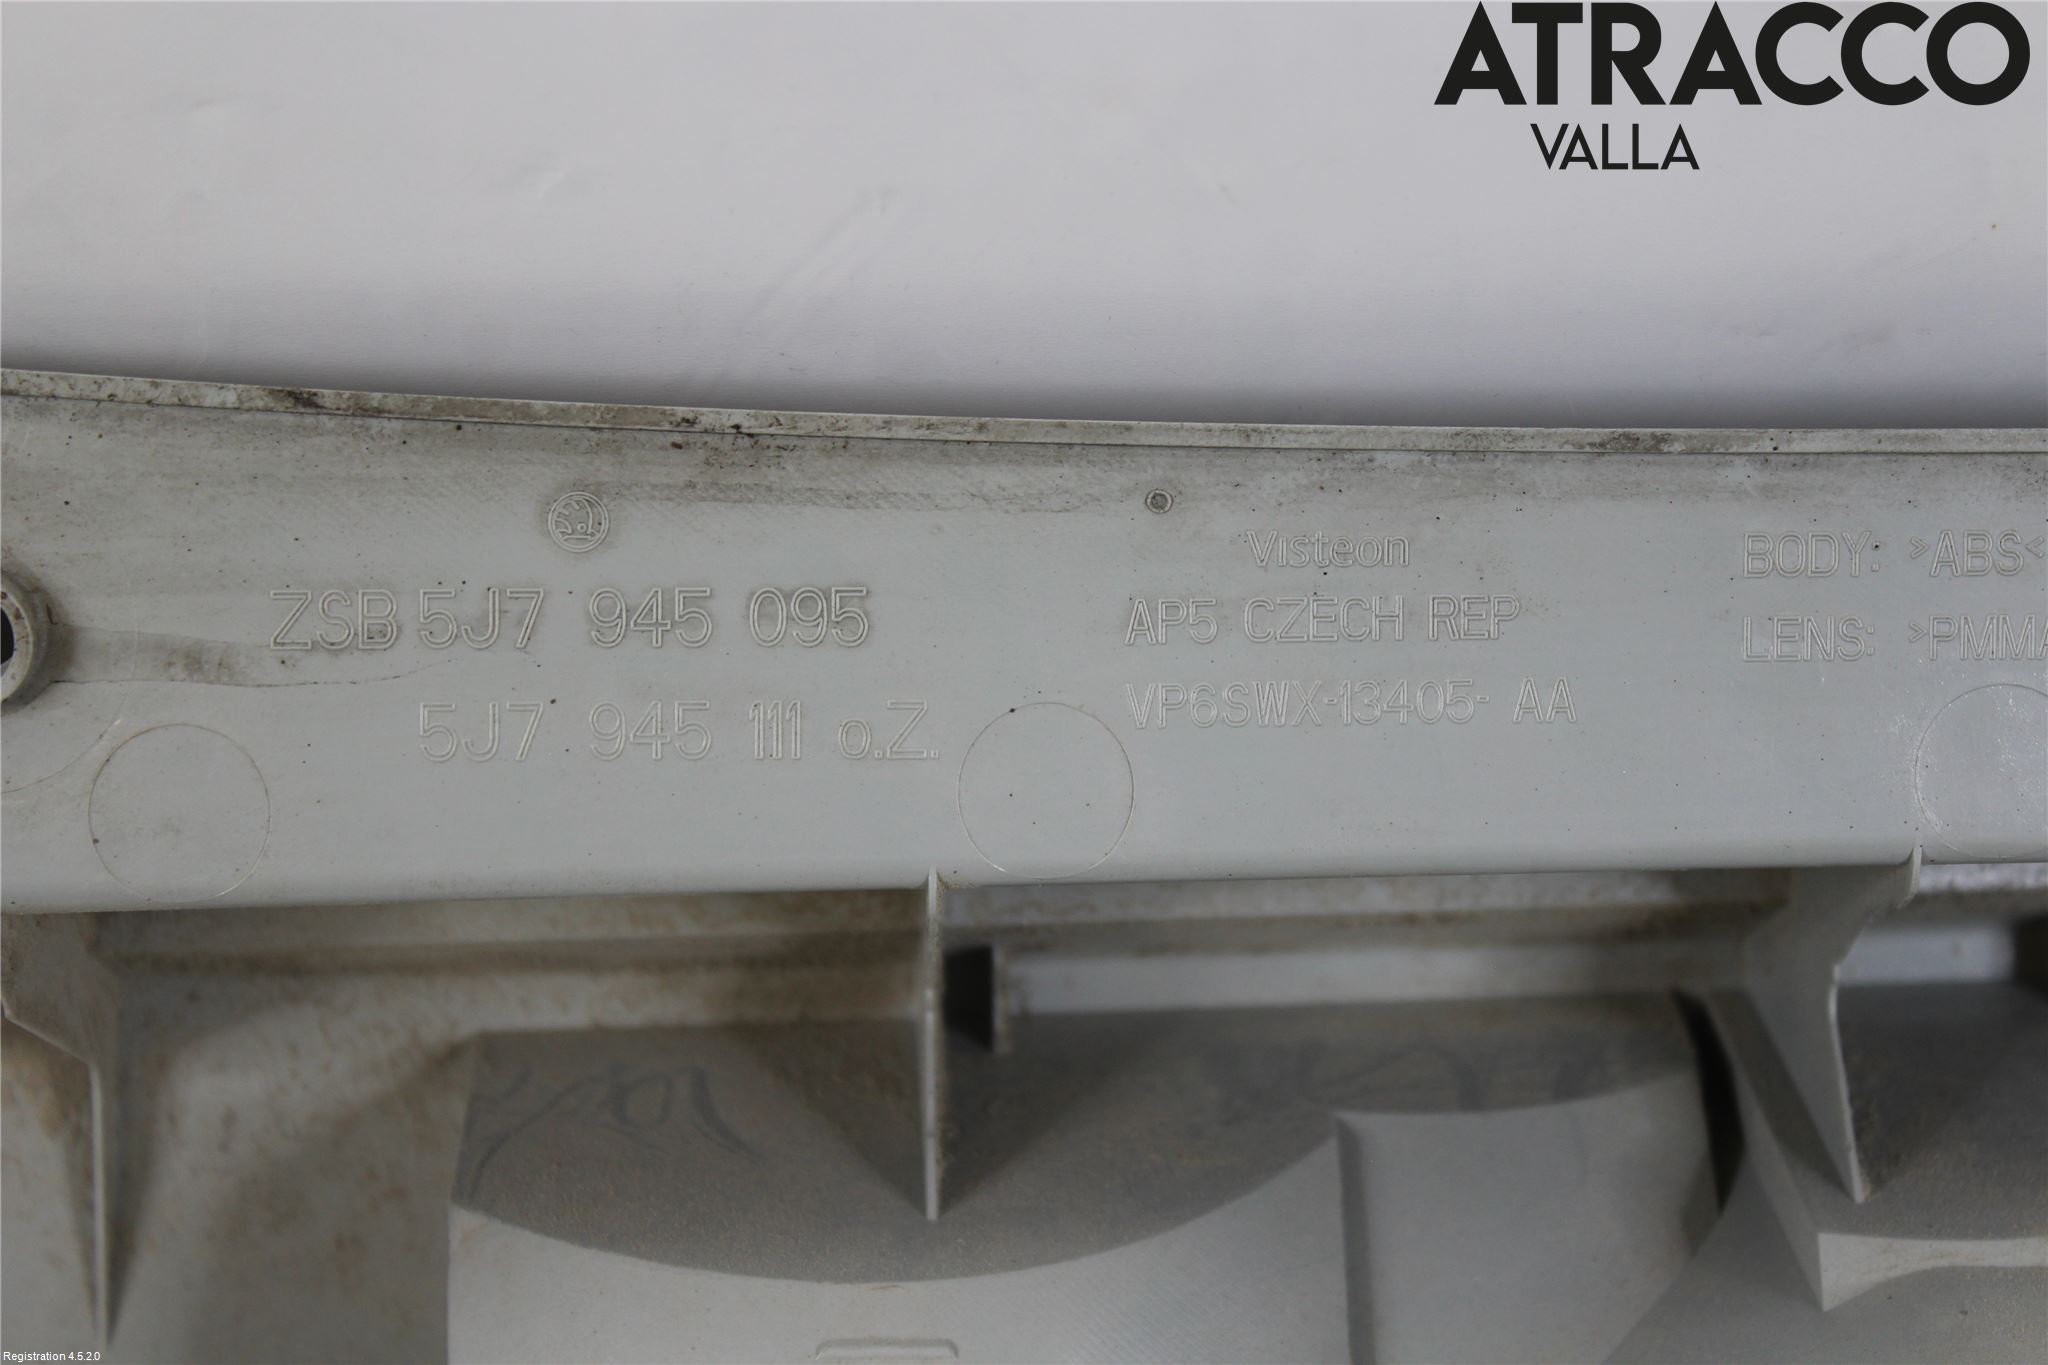 ATRACCO
VALLA
Visteon
BODY: >ABS<
ZSB 5J7 945 095
AP5 CZECH REP
LENS: >PMMA
5J7 945 111 o.Z.
VP6SWX-13405- AA
Registration 4.5.2.0